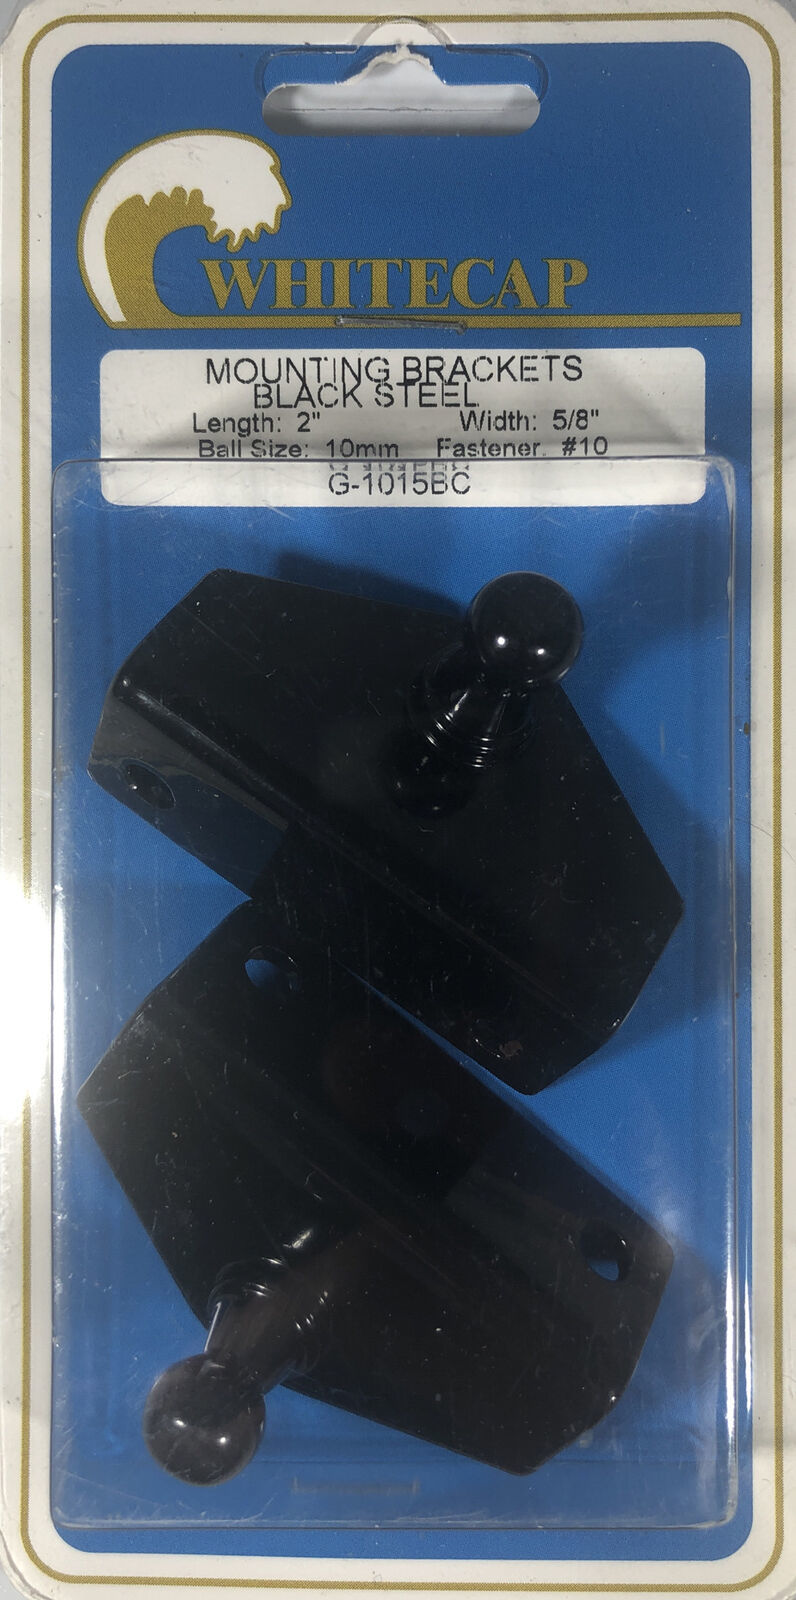 WHITECAP
MOUNTING BRACKETS
BLACK STEEL
Length: 2" Width: 5/8"
Ball Size: 10mm Fastener. #10
G-1015BC